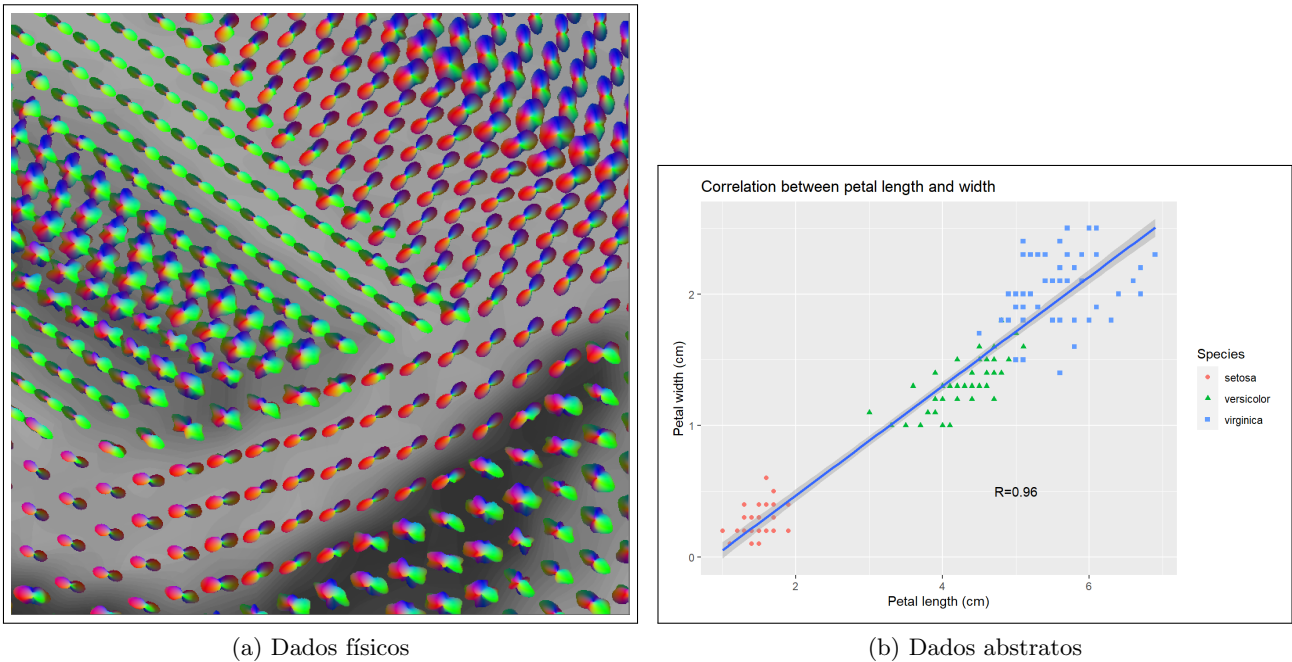 Correlation between petal length and width
Petal width (cm)
2
1
0
R=0.96
2 4 6
Petal length (cm)
Species
setosa
versicolor
virginica
(a) Dados físicos
(b) Dados abstratos